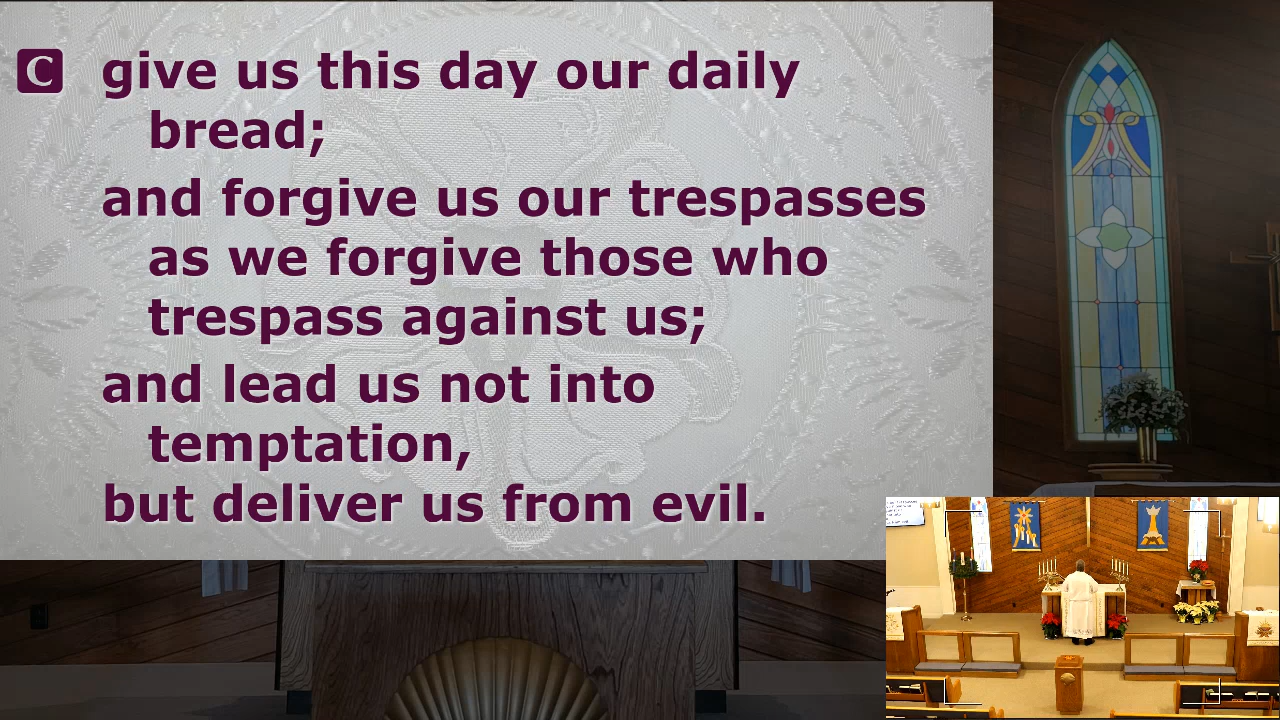 C give us this day our daily
bread;
and forgive us our trespasses
as we forgive those who
trespass against us;
and lead us not into
temptation,
but deliver us from evil.